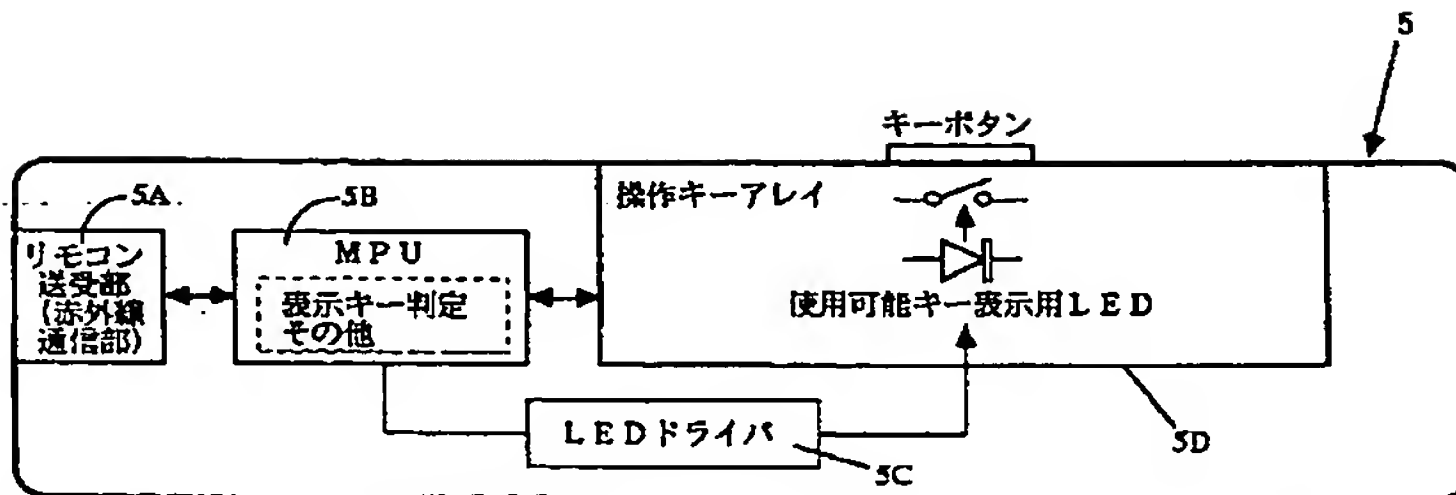 5
キーボタン
操作キーアレイ
5A
5B
リモコン
送受部
(赤外線
通信部)
MPU
表示キー判定
その他
使用可能キー表示用LED
LEDドライバ
5C
5D